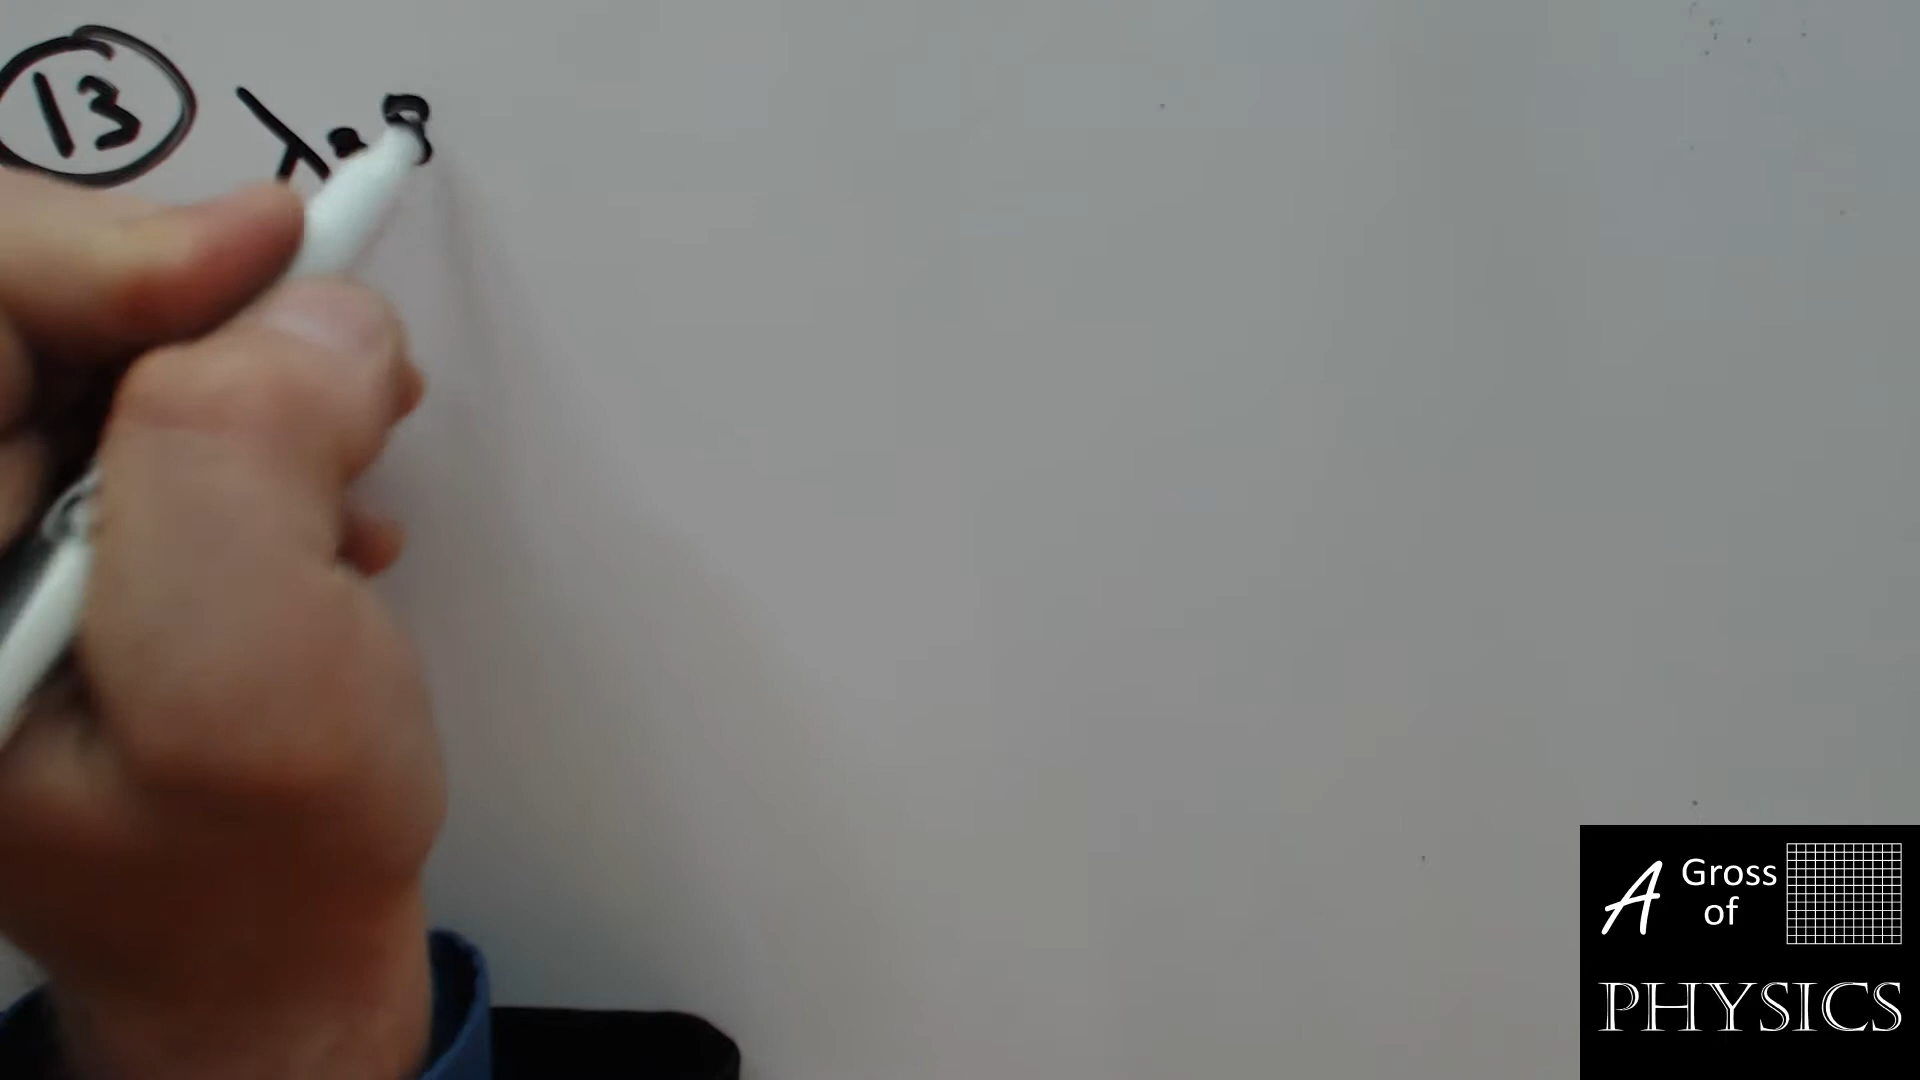 13 λ =
A Gross of
PHYSICS